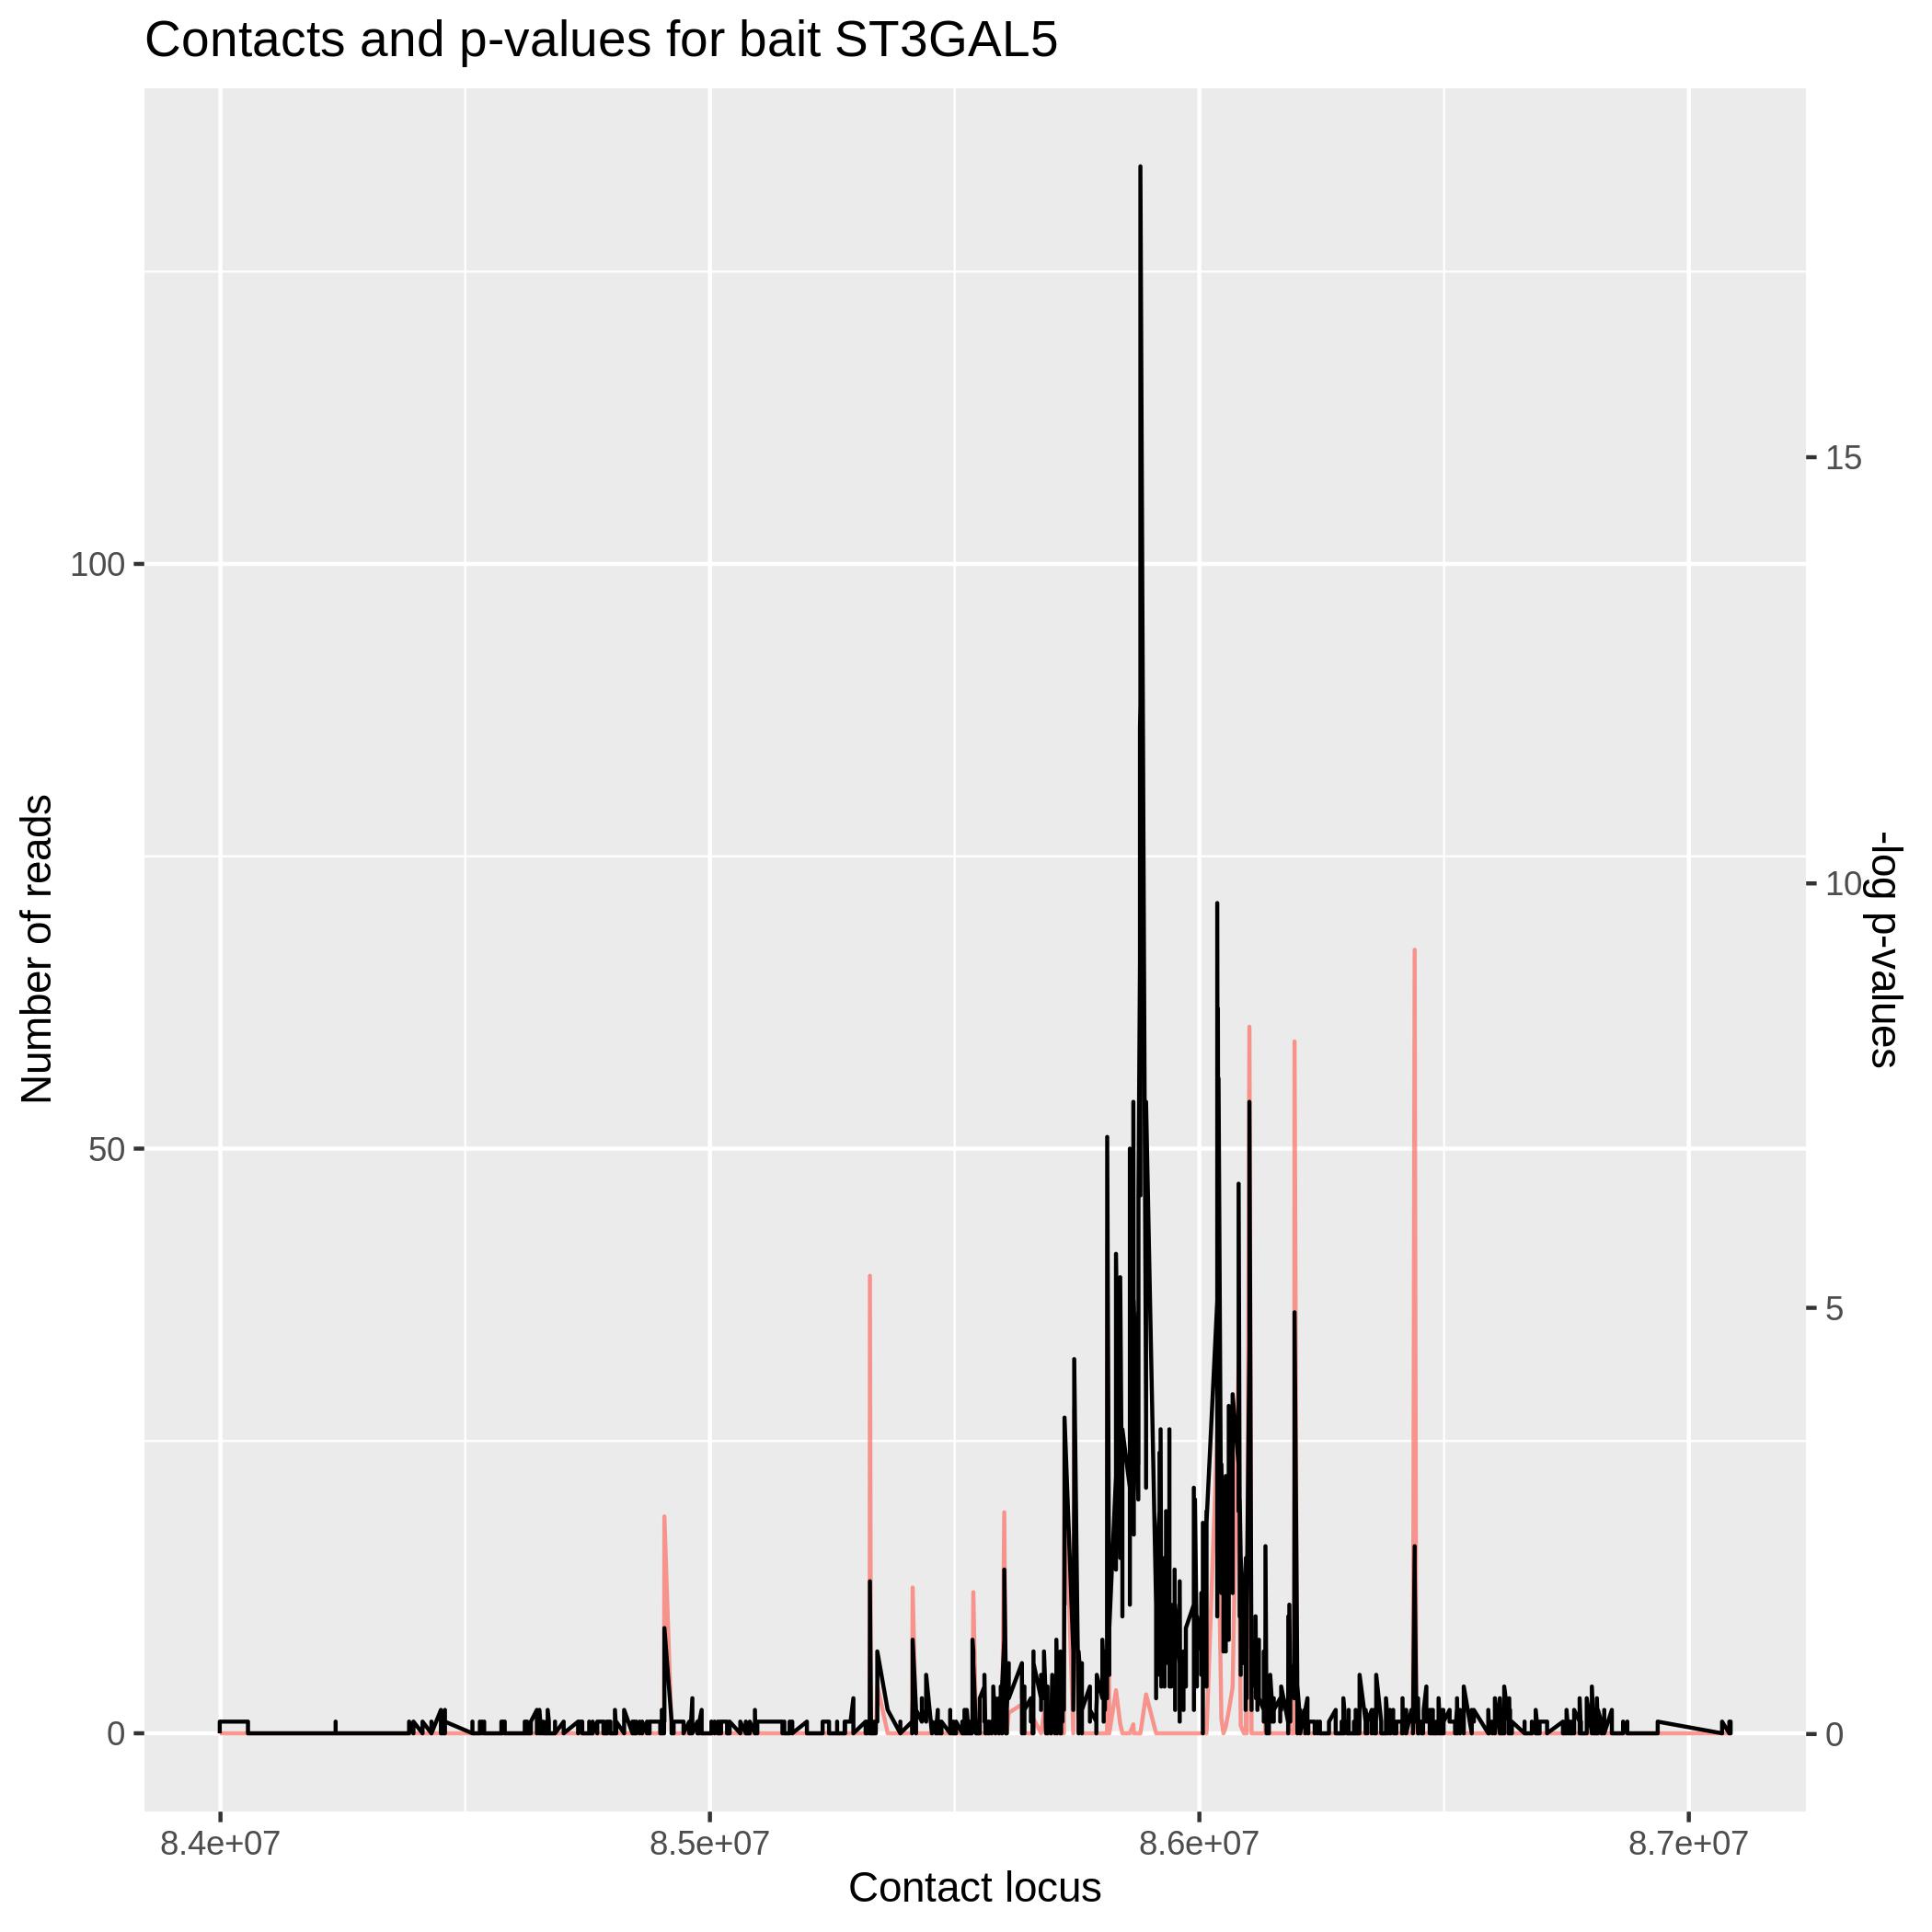 Contacts and p-values for bait ST3GAL5
Number of reads
100
50
0
15
10
5
0
-log p-values
8.4e+07 8.5e+07 8.6e+07 8.7e+07
Contact locus